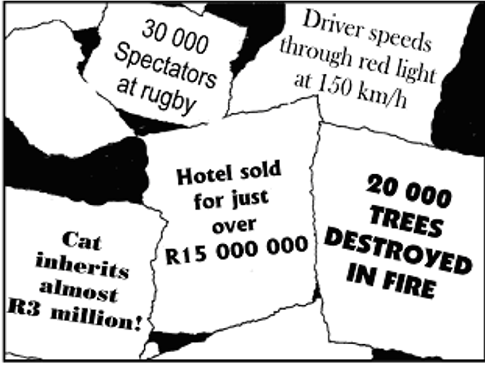 30 000
Spectators
at rugby
Driver speeds
through red light
at 150 km/h
Hotel sold
for just
over
R15 000 000
20 000
TREES
DESTROYED
IN FIRE
Cat
inherits
almost
R3 million!